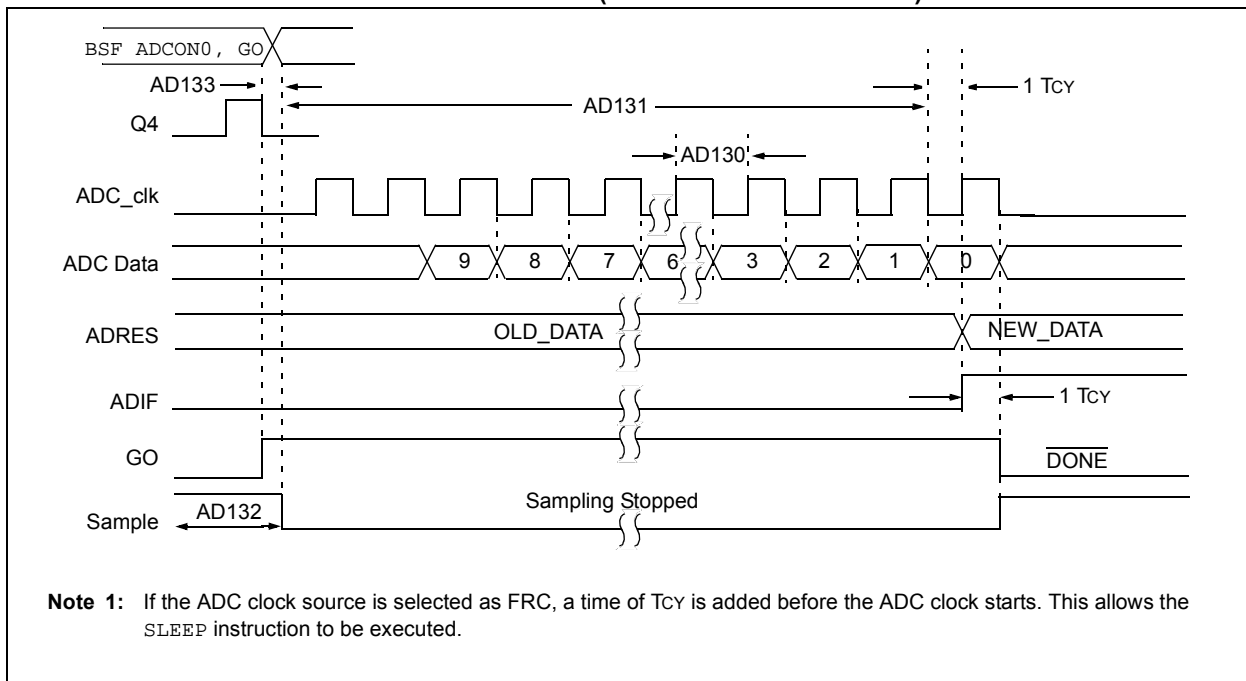 BSF ADCON0, GO
AD133
1 TCY
AD131
Q4
AD130
ADC_clk
ADC Data
9 8 7 6 3 2 1 0
ADRES
OLD_DATA
NEW_DATA
ADIF
1 TCY
GO
DONE
Sample
AD132
Sampling Stopped
Note 1: If the ADC clock source is selected as FRC, a time of TCY is added before the ADC clock starts. This allows the
SLEEP instruction to be executed.